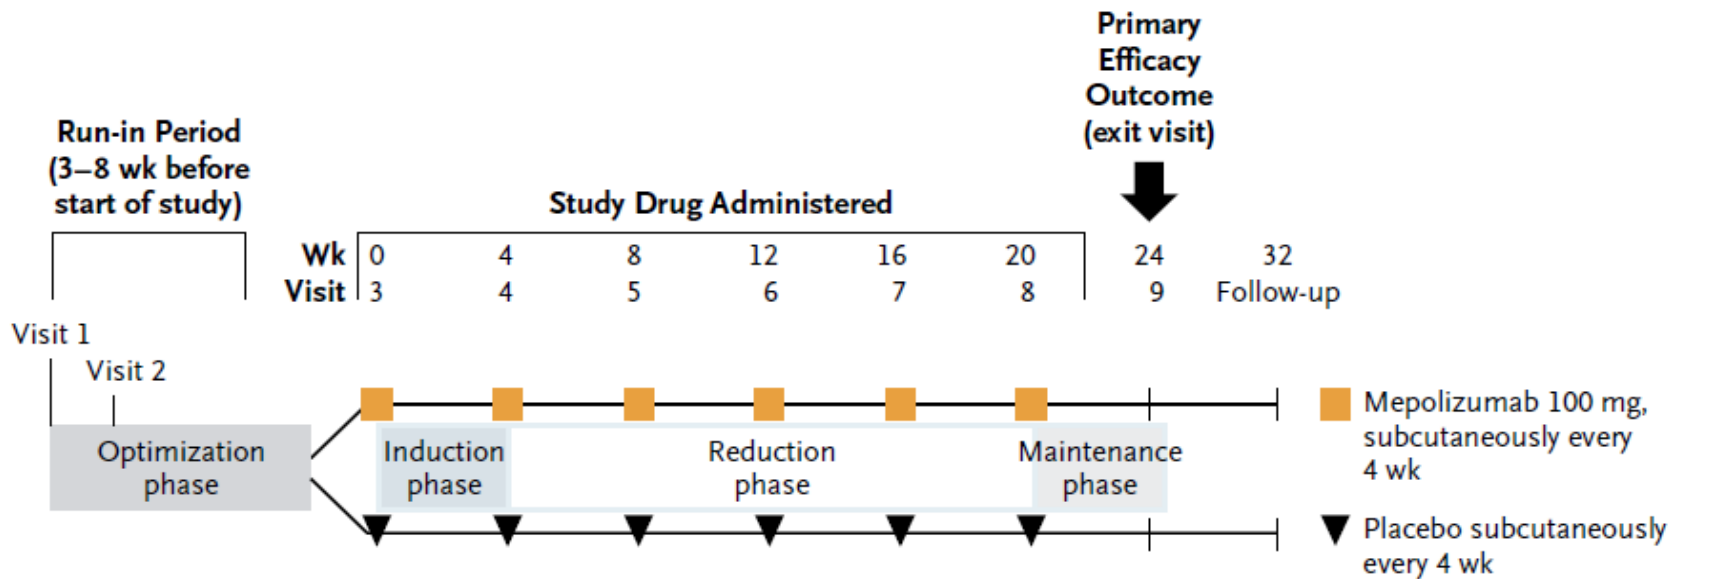 Primary
Efficacy
Outcome
(exit visit)
Run-in Period
(3–8 wk before
start of study)
Study Drug Administered
Wk 0 4 8 12 16 20 24 32
Visit 3 4 5 6 7 8 9 Follow-up
Visit 1
Visit 2
Optimization
phase
Induction
phase
Reduction
phase
Maintenance
phase
Mepolizumab 100 mg,
subcutaneously every
4 wk
Placebo subcutaneously
every 4 wk